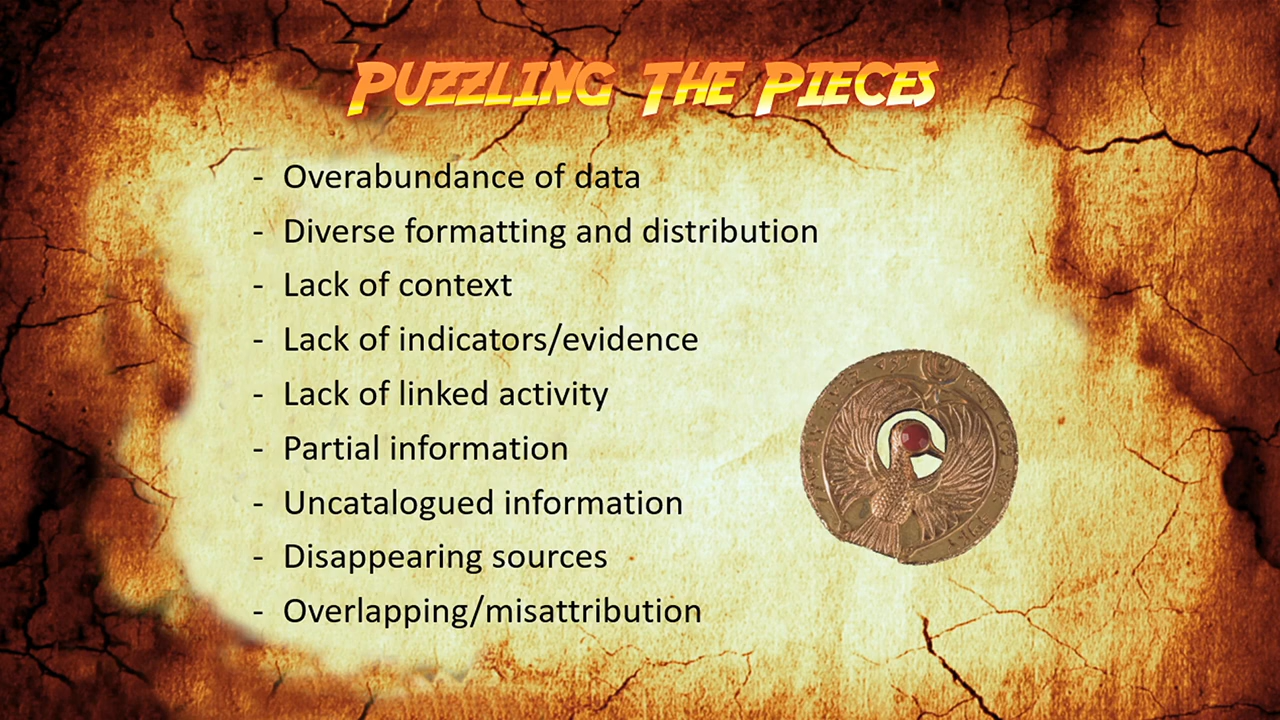 Puzzling The Pieces
- Overabundance of data
- Diverse formatting and distribution
- Lack of context
- Lack of indicators/evidence
- Lack of linked activity
- Partial information
- Uncatalogued information
- Disappearing sources
- Overlapping/misattribution